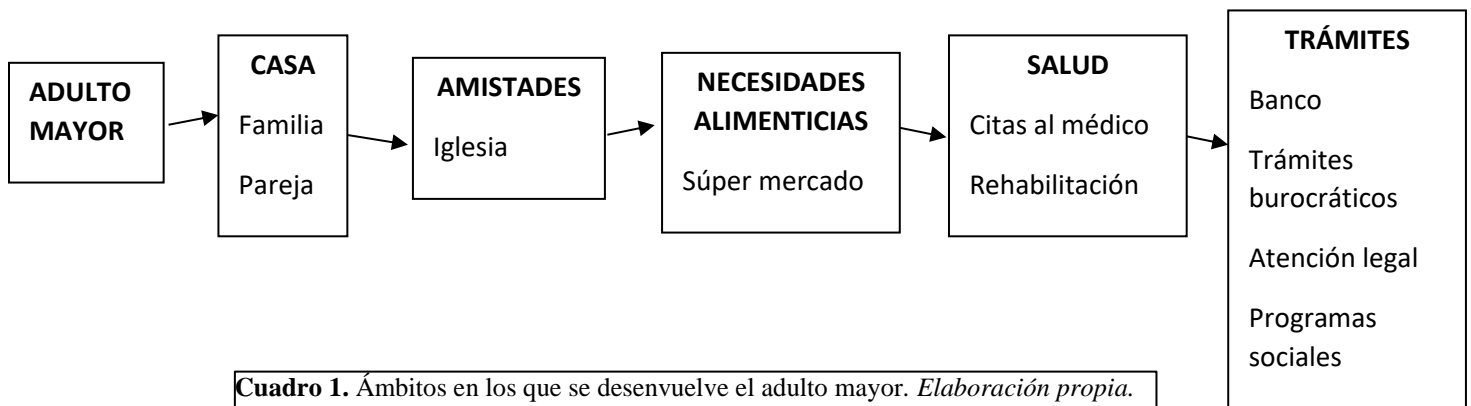 ADULTO
MAYOR
CASA
Familia
Pareja
AMISTADES
Iglesia
NECESIDADES
ALIMENTICIAS
Súper mercado
SALUD
Citas al médico
Rehabilitación
TRÁMITES
Banco
Trámites
burocráticos
Atención legal
Programas
sociales
Cuadro 1. Ámbitos en los que se desenvuelve el adulto mayor. Elaboración propia.